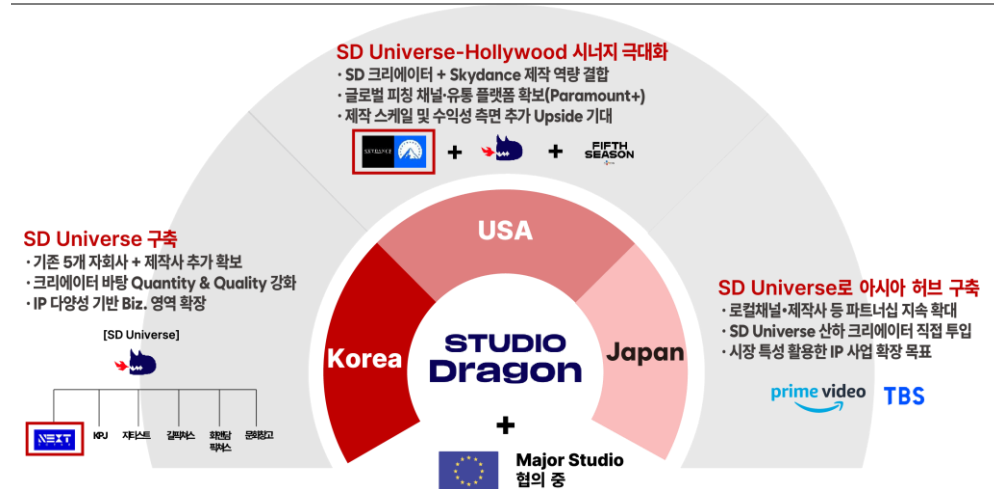 SD Universe-Hollywood 시너지 극대화
· SD 크리에이터 + Skydance 제작 역량 결합
· 글로벌 피칭 채널·유통 플랫폼 확보(Paramount+)
· 제작 스케일 및 수익성 측면 추가 Upside 기대
SKYDANCE
+
+
FIFTH
SEASON
USA
SD Universe 구축
· 기존 5개 자회사 + 제작사 추가 확보
· 크리에이터 바탕 Quantity & Quality 강화
· IP 다양성 기반 Biz. 영역 확장
[SD Universe]
NEXT
KPJ
지티스트
길픽쳐스
화앤담
픽쳐스
문화창고
Korea
STUDIO
Dragon
Japan
SD Universe로 아시아 허브 구축
· 로컬채널·제작사 등 파트너십 지속 확대
· SD Universe 산하 크리에이터 직접 투입
· 시장 특성 활용한 IP 사업 확장 목표
prime video
TBS
+
Major Studio
협의 중